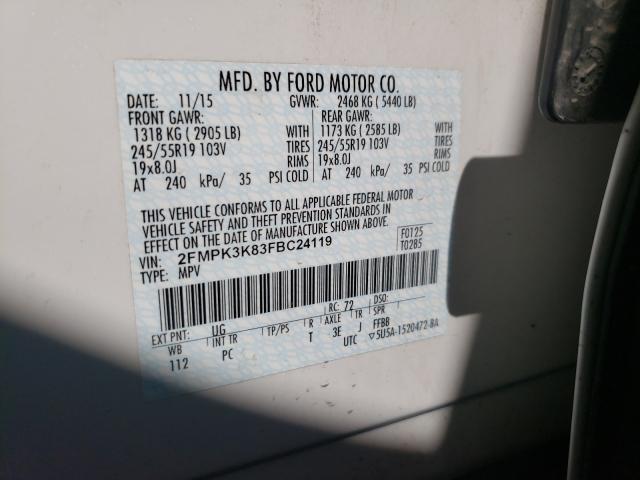 MFD. BY FORD MOTOR CO.
DATE: 11/15 GVWR: 2468 KG ( 5440 LB)
FRONT GAWR: REAR GAWR:
1318 KG ( 2905 LB) WITH 1173 KG ( 2585 LB) WITH
245/55R19 103V TIRES 245/55R19 103V TIRES
19x8.0J RIMS 19x8.0J RIMS
AT 240 kPa/ 35 PSI COLD AT 240 kPa/ 35 PSI COLD
THIS VEHICLE CONFORMS TO ALL APPLICABLE FEDERAL MOTOR
VEHICLE SAFETY AND THEFT PREVENTION STANDARDS IN
EFFECT ON THE DATE OF MANUFACTURE SHOWN ABOVE. F0125
VIN: 2FMPK3K83FBC24119 T0285
TYPE: MPV
RC: 72 DSO:
EXT PNT: UG R AXLE TR SPR
WB INT TR TP/PS T 3E J FFBB
112 PC UTC ▽5U5A-1520472-BA